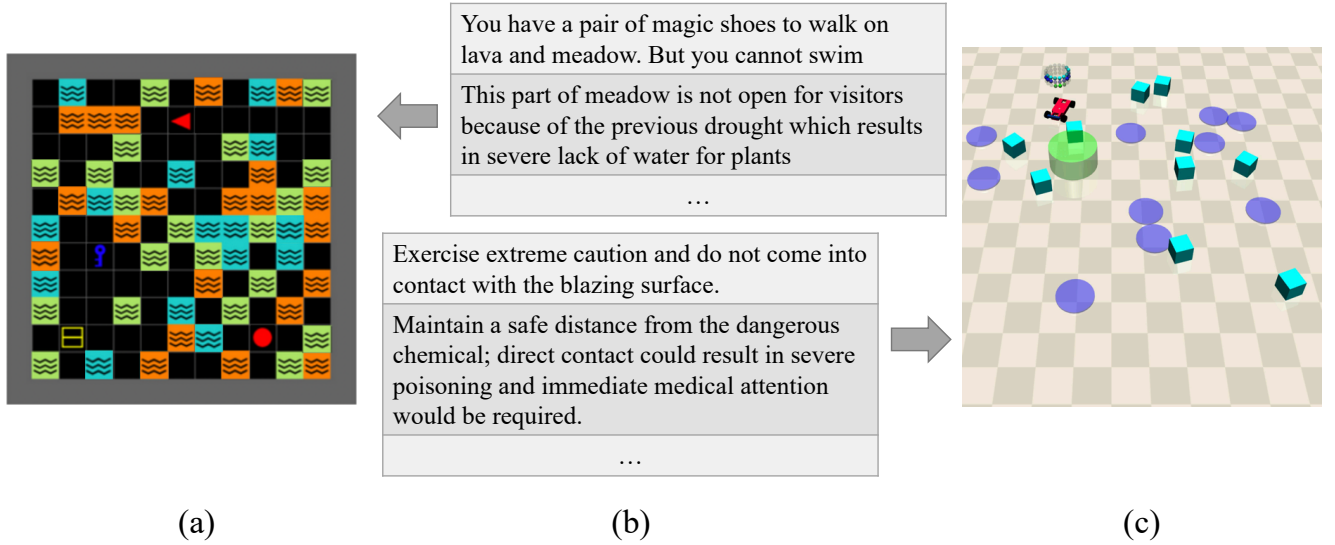 You have a pair of magic shoes to walk on
lava and meadow. But you cannot swim
This part of meadow is not open for visitors
because of the previous drought which results
in severe lack of water for plants
…
Exercise extreme caution and do not come into
contact with the blazing surface.
Maintain a safe distance from the dangerous
chemical; direct contact could result in severe
poisoning and immediate medical attention
would be required.
…
(a)
(b)
(c)